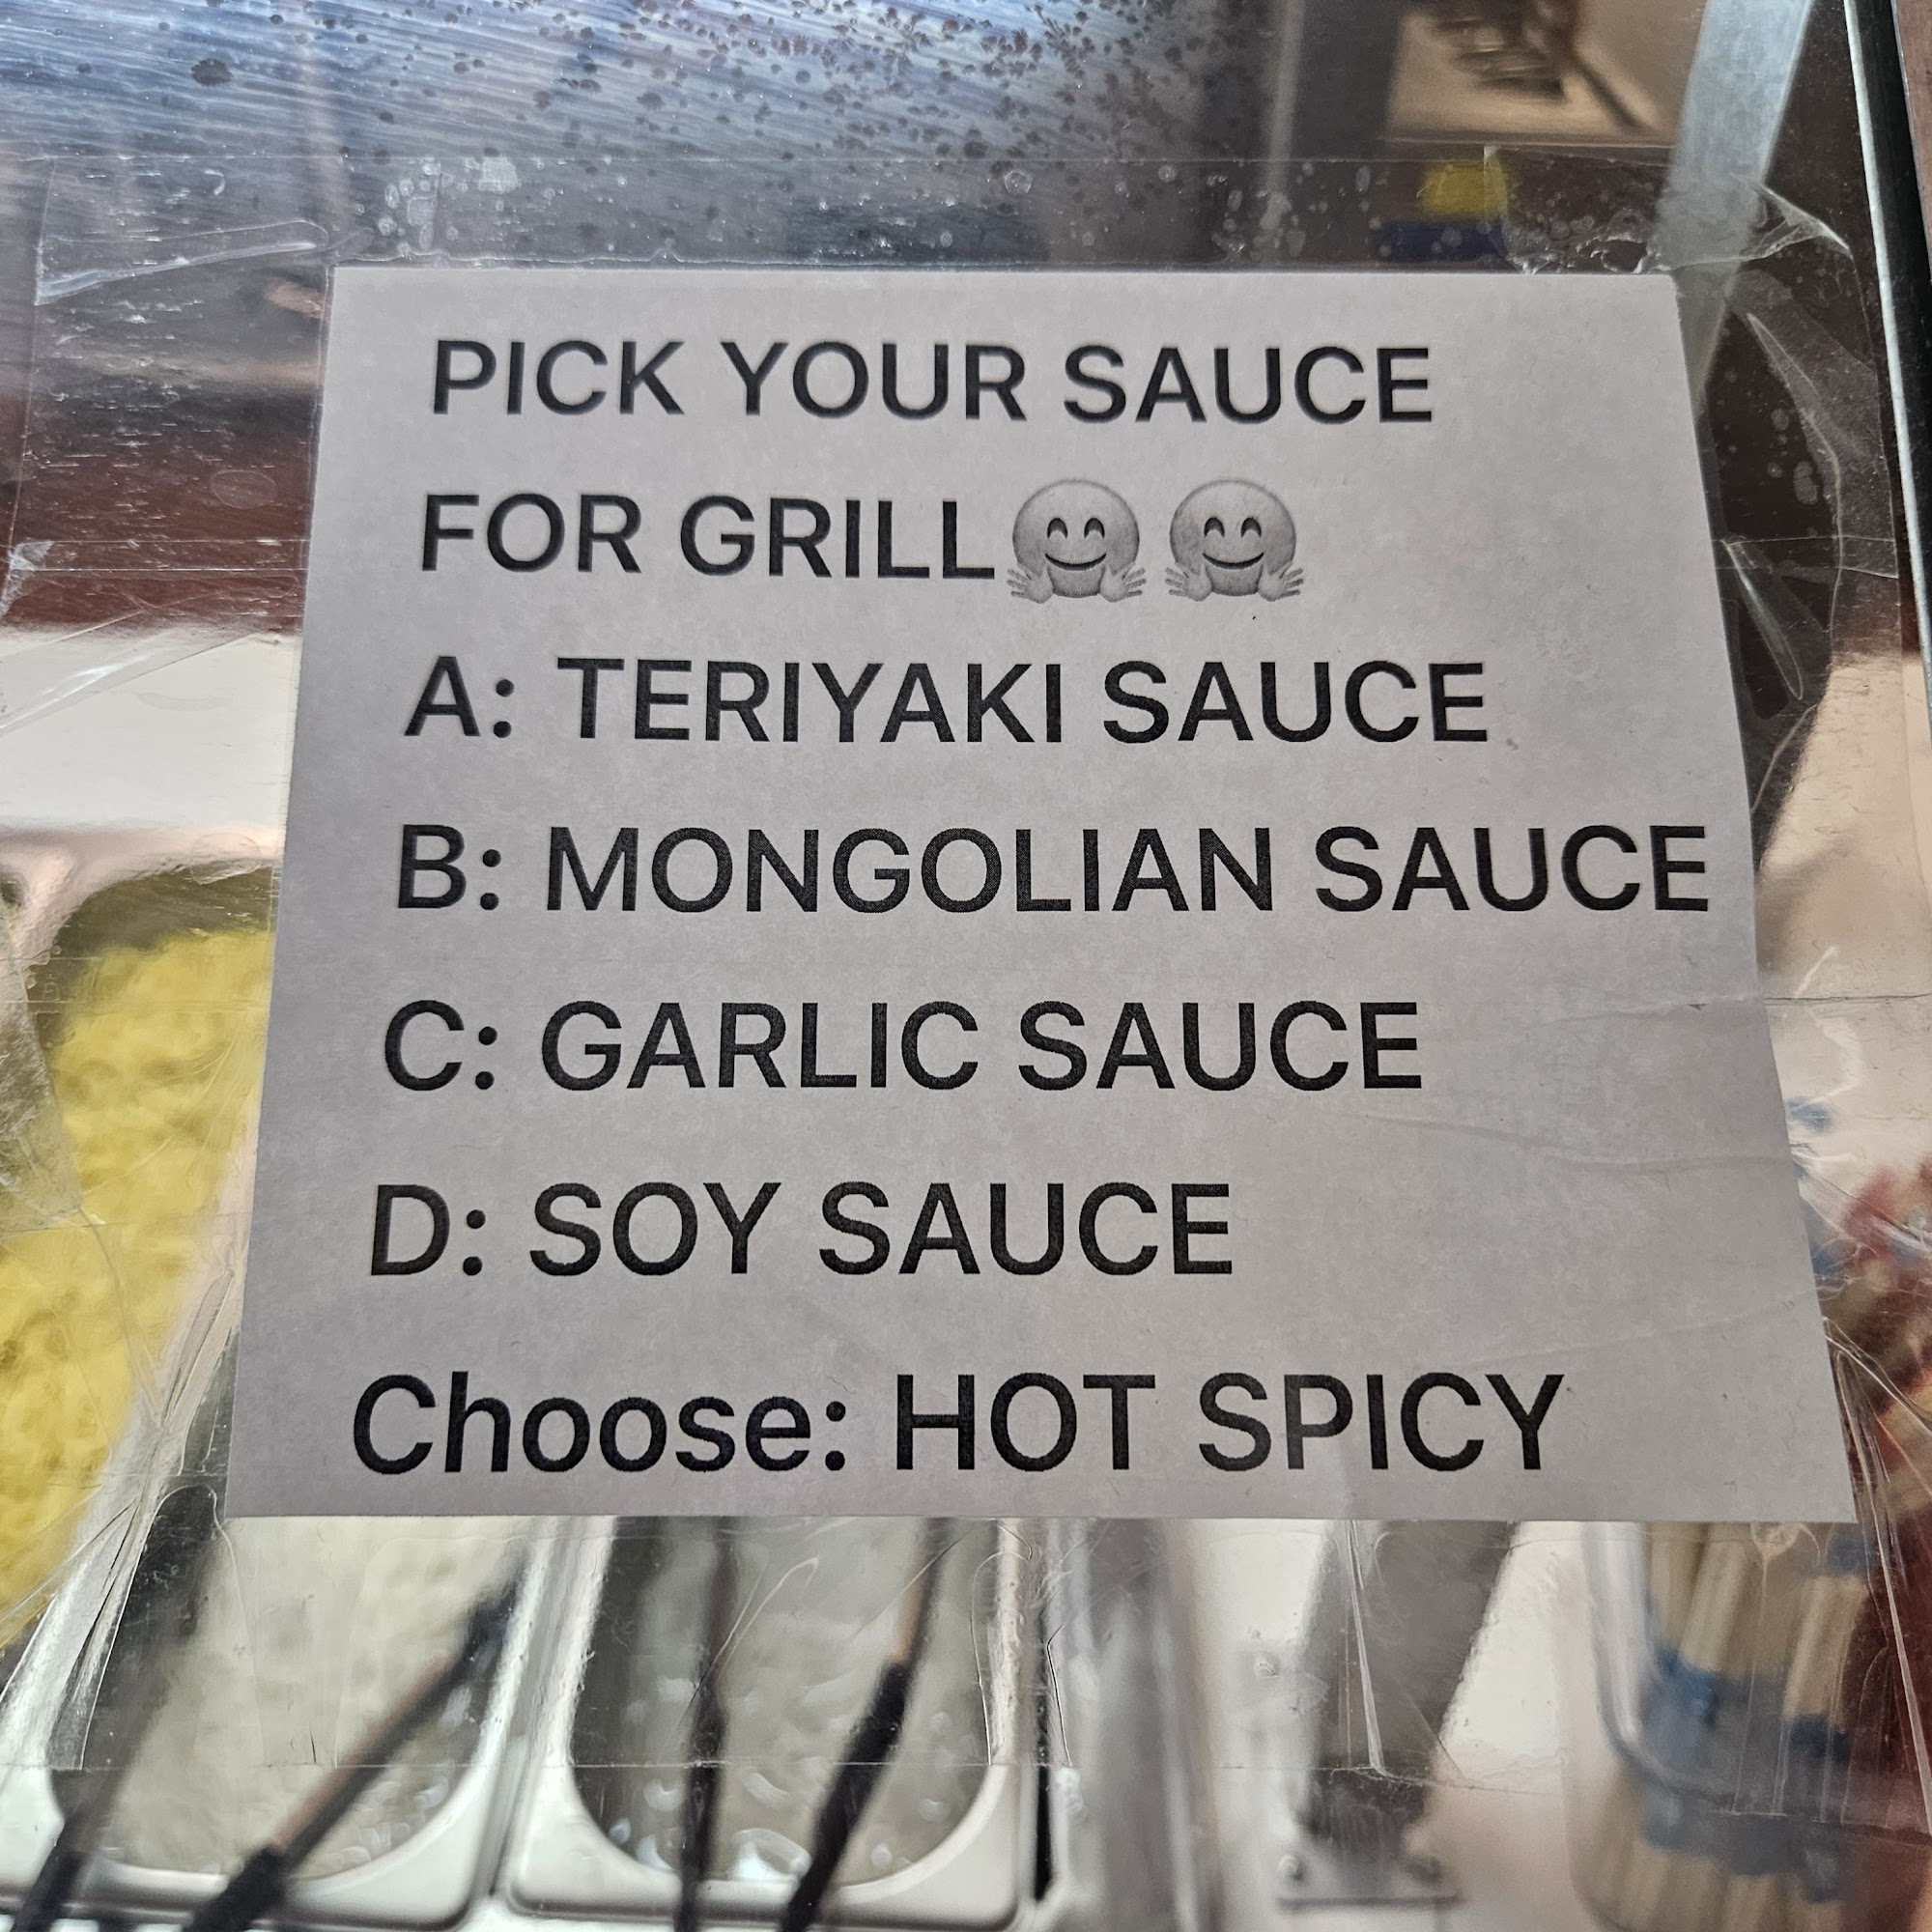 PICK YOUR SAUCE
FOR GRILL🤗🤗
A: TERIYAKI SAUCE
B: MONGOLIAN SAUCE
C: GARLIC SAUCE
D: SOY SAUCE
Choose: HOT SPICY